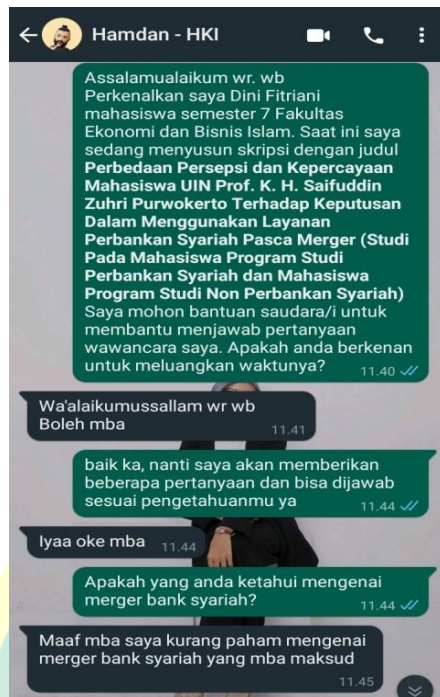 Hamdan - HKI
Assalamualaikum wr. wb
Perkenalkan saya Dini Fitriani
mahasiswa semester 7 Fakultas
Ekonomi dan Bisnis Islam. Saat ini saya
sedang menyusun skripsi dengan judul
Perbedaan Persepsi dan Kepercayaan
Mahasiswa UIN Prof. K. H. Saifuddin
Zuhri Purwokerto Terhadap Keputusan
Dalam Menggunakan Layanan
Perbankan Syariah Pasca Merger (Studi
Pada Mahasiswa Program Studi
Perbankan Syariah dan Mahasiswa
Program Studi Non Perbankan Syariah)
Saya mohon bantuan saudara/i untuk
membantu menjawab pertanyaan
wawancara saya. Apakah anda berkenan
untuk meluangkan waktunya? 11.40
Wa'alaikumussallam wr wb
Boleh mba 11.41
baik ka, nanti saya akan memberikan
beberapa pertanyaan dan bisa dijawab
sesuai pengetahuanmu ya 11.44
Iyaa oke mba 11.44
Apakah yang anda ketahui mengenai
merger bank syariah? 11.44
Maaf mba saya kurang paham mengenai
merger bank syariah yang mba maksud
11.45